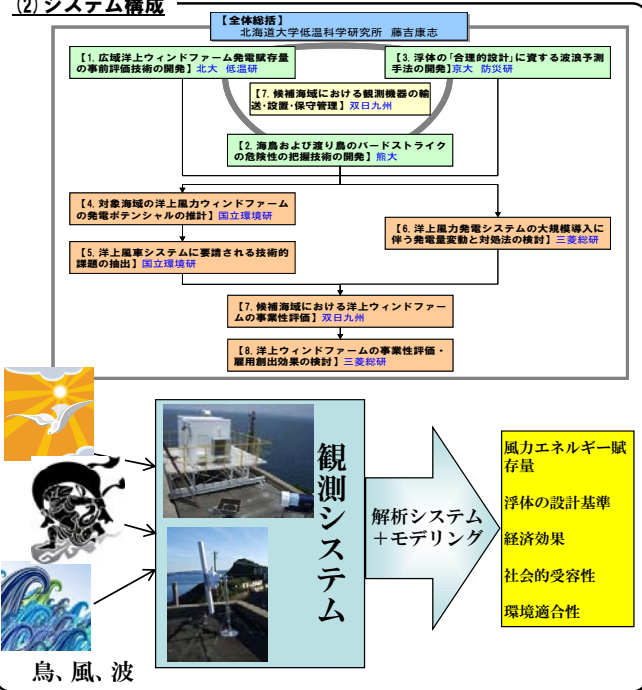 (2)システム構成
【全体総括】
北海道大学低温科学研究所 藤吉康志
【1. 広域洋上ウィンドファーム発電賦存量
の事前評価技術の開発】北大 低温研
【3. 浮体の「合理的設計」に資する波浪予測
手法の開発】京大 防災研
【7. 候補海域における観測機器の輸
送・設置・保守管理】双日九州
【2. 海鳥および渡り鳥のバードストライク
の危険性の把握技術の開発】熊大
【4. 対象海域の洋上風力ウィンドファーム
の発電ポテンシャルの推計】国立環境研
【6. 洋上風力発電システムの大規模導入に
伴う発電量変動と対処法の検討】三菱総研
【5. 洋上風車システムに要請される技術的
課題の抽出】国立環境研
【7. 候補海域における洋上ウィンドファー
ムの事業性評価】双日九州
【8. 洋上ウィンドファームの事業性評価・
雇用創出効果の検討】三菱総研
観測システム
解析システム
＋モデリング
風力エネルギー賦
存量
浮体の設計基準
経済効果
社会的受容性
環境適合性
鳥、風、波